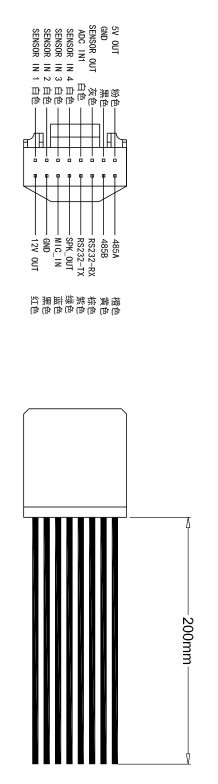 5V OUT 粉色
GND 黑色
SENSOR OUT 灰色
ADC IN1 白色
SENSOR IN 4 白色
SENSOR IN 3 白色
SENSOR IN 2 白色
SENSOR IN 1 白色
485A 橙色
485B 黄色
RS232-RX 棕色
RS232-TX 紫色
SPK_OUT 绿色
MIC_IN 蓝色
GND 黑色
12V OUT 红色
200mm